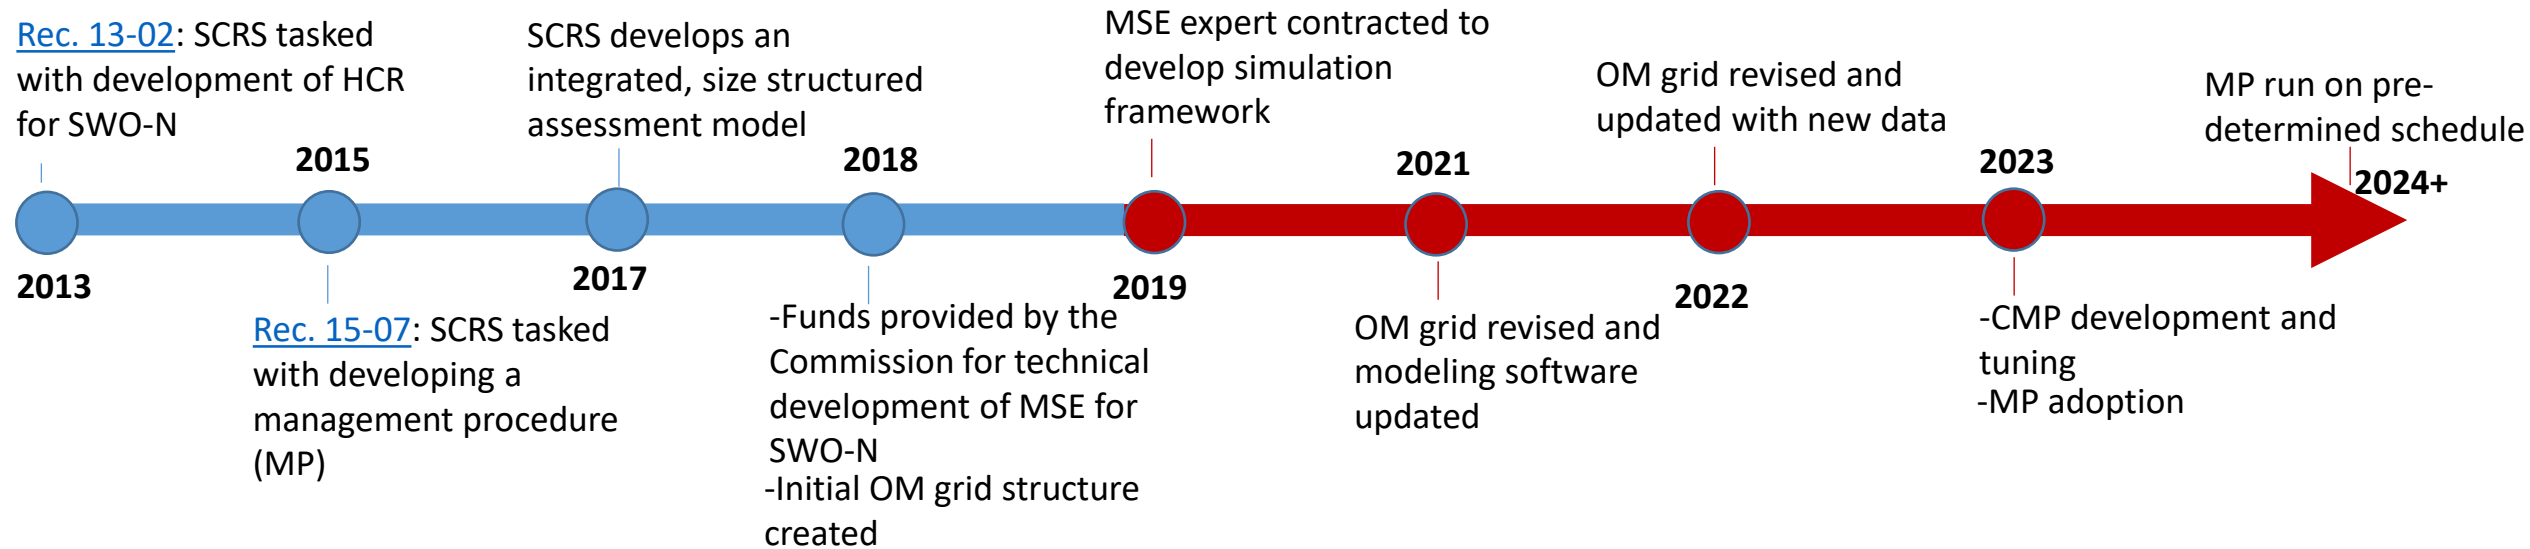 Rec. 13-02: SCRS tasked
with development of HCR
for SWO-N
2013
2015
Rec. 15-07: SCRS tasked
with developing a
management procedure
(MP)
SCRS develops an
integrated, size structured
assessment model
2017
2018
-Funds provided by the
Commission for technical
development of MSE for
SWO-N
-Initial OM grid structure
created
MSE expert contracted to
develop simulation
framework
2019
2021
OM grid revised and
modeling software
updated
OM grid revised and
updated with new data
2022
2023
-CMP development and
tuning
-MP adoption
MP run on pre-
determined schedule
2024+